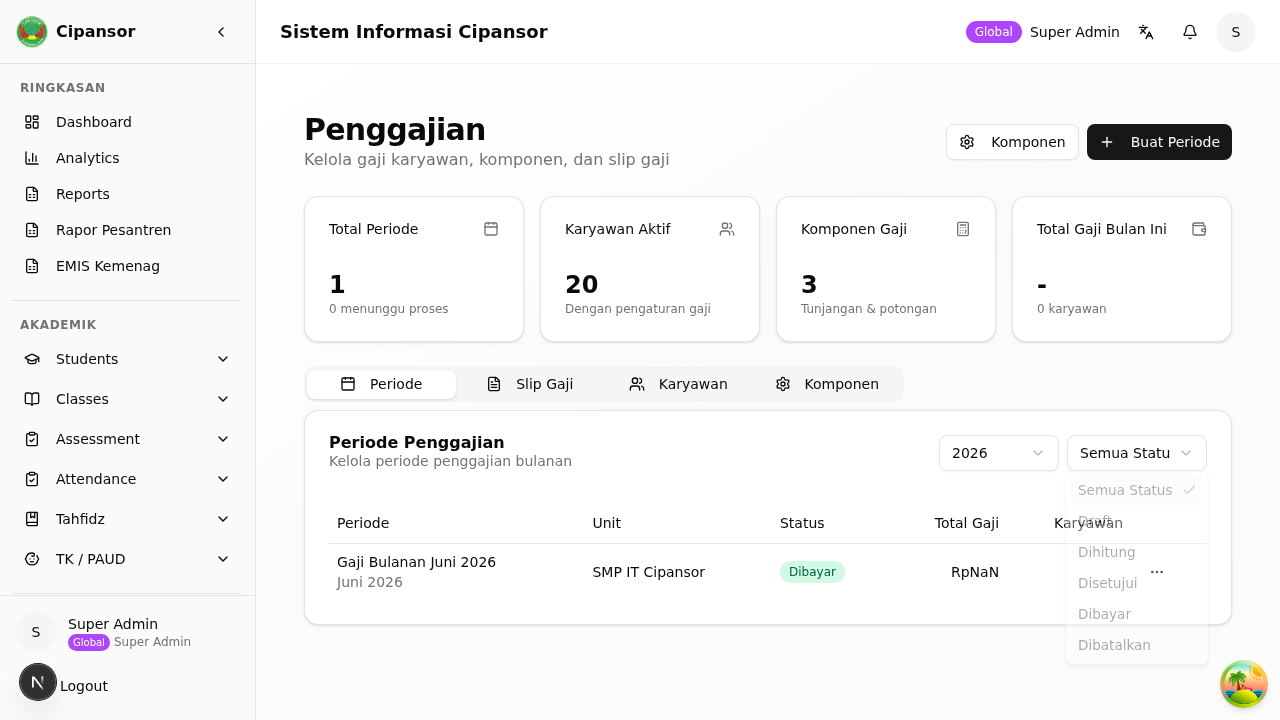 Cipansor
RINGKASAN
Dashboard
Analytics
Reports
Rapor Pesantren
EMIS Kemenag
AKADEMIK
Students
Classes
Assessment
Attendance
Tahfidz
TK / PAUD
S
Super Admin
Global Super Admin
N
Logout
Sistem Informasi Cipansor
Global Super Admin
S
Penggajian
Kelola gaji karyawan, komponen, dan slip gaji
Komponen
Buat Periode
Total Periode
1
0 menunggu proses
Karyawan Aktif
20
Dengan pengaturan gaji
Komponen Gaji
3
Tunjangan & potongan
Total Gaji Bulan Ini
-
0 karyawan
Periode Slip Gaji Karyawan Komponen
Periode Penggajian
Kelola periode penggajian bulanan
2026
Semua Statu
Semua Status
Draft
Dihitung
Disetujui
Dibayar
Dibatalkan
Periode Unit Status Total Gaji Karyawan
Gaji Bulanan Juni 2026
Juni 2026
SMP IT Cipansor
Dibayar
RpNaN